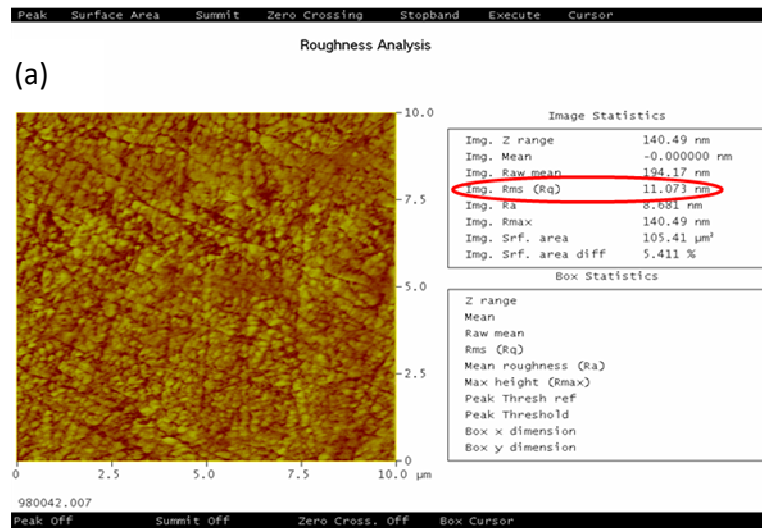 Peak Surface Area Summit Zero Crossing Stopband Execute Cursor
Roughness Analysis
(a)
10.0
7.5
5.0
2.5
0
0 2.5 5.0 7.5 10.0 µm
Image Statistics
Img. Z range 140.49 nm
Img. Mean -0.000000 nm
Img. Raw mean 194.17 nm
Img. Rms (Rq) 11.073 nm
Img. Ra 8.681 nm
Img. Rmax 140.49 nm
Img. Srf. area 105.41 µm²
Img. Srf. area diff 5.411 %
Box Statistics
Z range
Mean
Raw mean
Rms (Rq)
Mean roughness (Ra)
Max height (Rmax)
Peak Thresh ref
Peak Threshold
Box x dimension
Box y dimension
980042.007
Peak Off Summit Off Zero Cross. Off Box Cursor